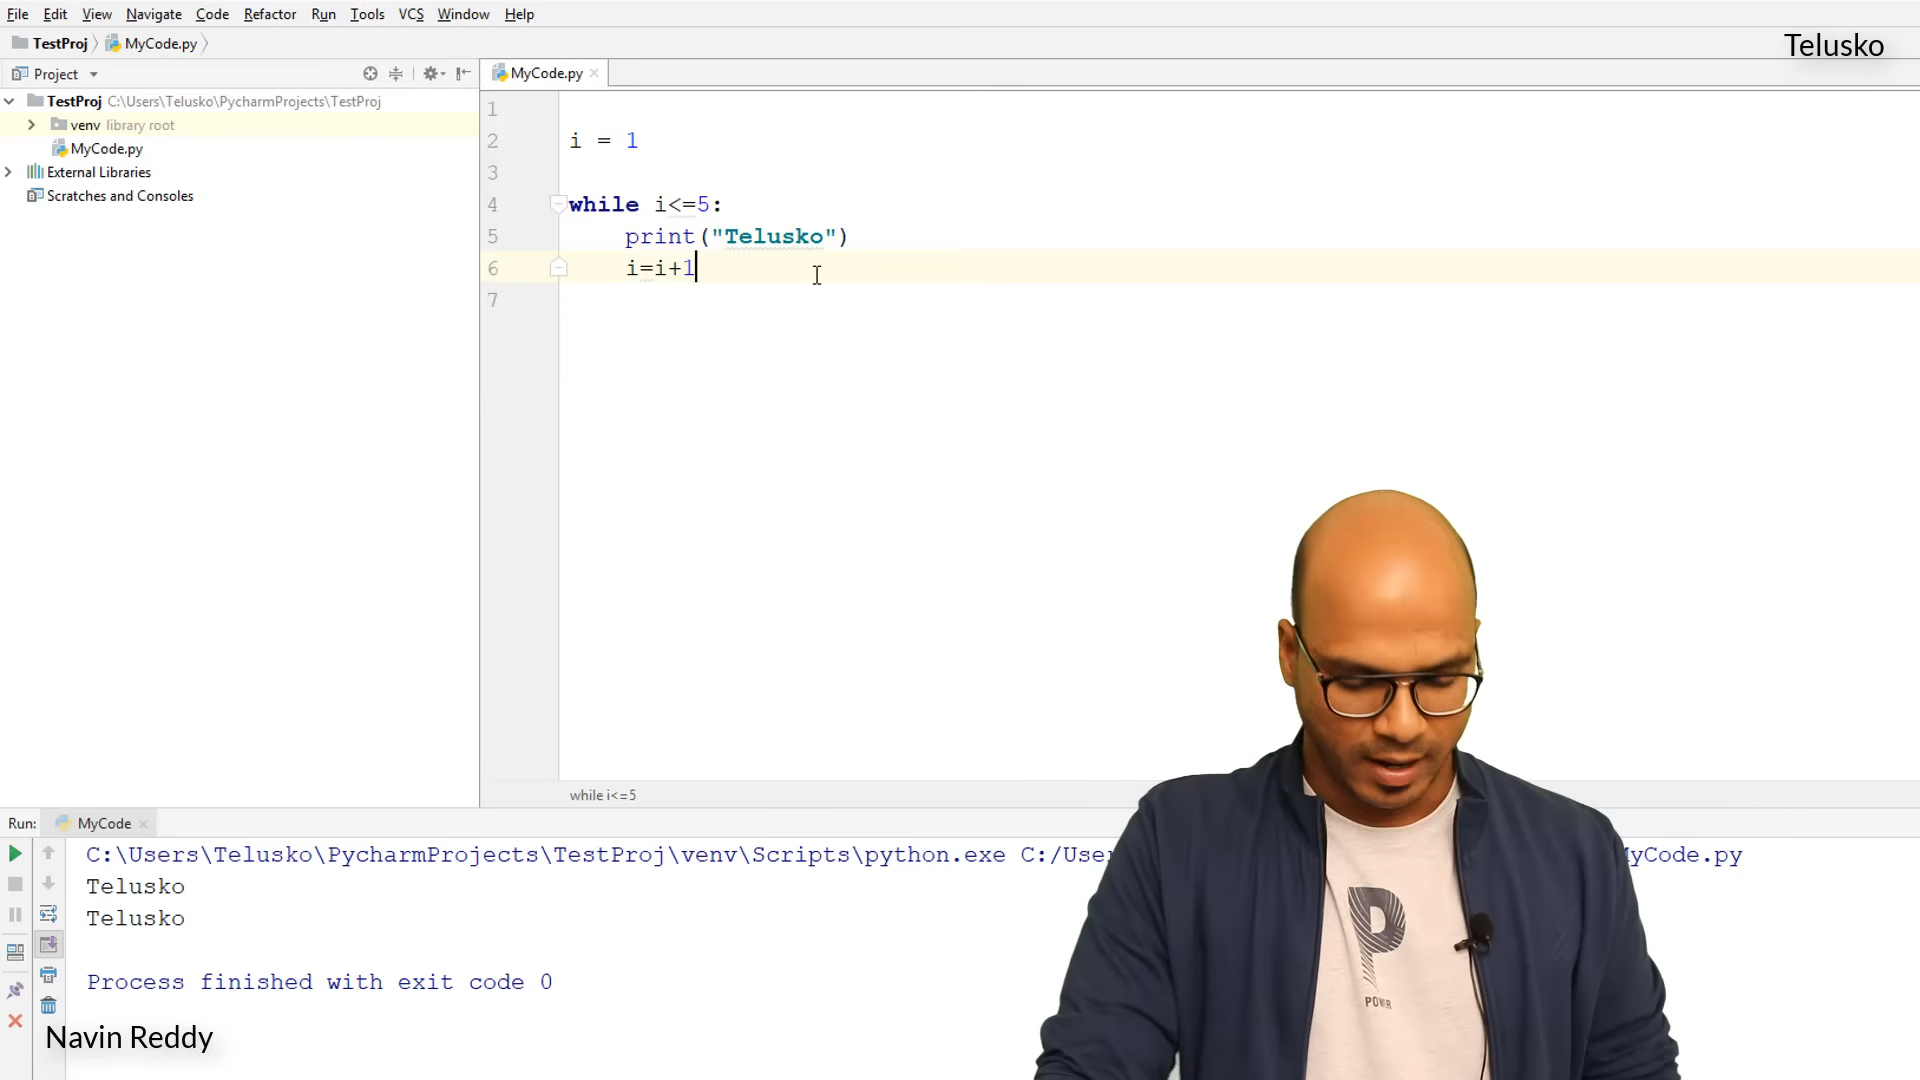 File Edit View Navigate Code Refactor Run Tools VCS Window Help
TestProj MyCode.py
Telusko
Project
MyCode.py
TestProj C:\Users\Telusko\PycharmProjects\TestProj
venv library root
MyCode.py
External Libraries
Scratches and Consoles
1
2 i = 1
3
4 while i<=5:
5 print("Telusko")
6 i=i+1
7
while i<=5
Run: MyCode
C:\Users\Telusko\PycharmProjects\TestProj\venv\Scripts\python.exe C:/User MyCode.py
Telusko
Telusko
Process finished with exit code 0
Navin Reddy
P
POWER